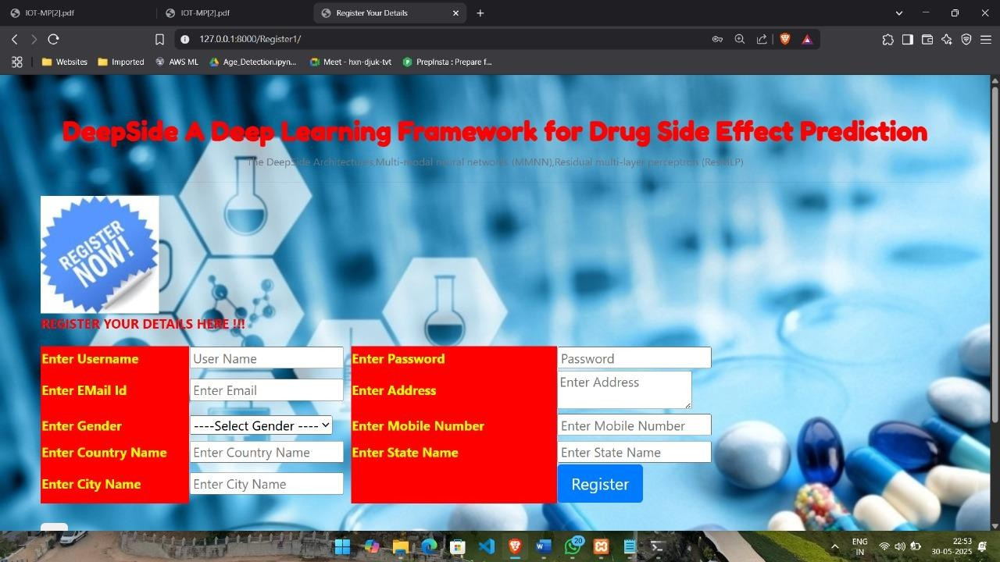 IOT-MP[2].pdf
IOT-MP[2].pdf
Register Your Details
127.0.0.1:8000/Register1/
Websites
Imported
AWS ML
Age_Detection.ipyn...
Meet - hxn-djuk-tvt
PrepInsta : Prepare f...
DeepSide A Deep Learning Framework for Drug Side Effect Prediction
The DeepSide Architectures,Multi-modal neural networks (MMNN),Residual multi-layer perceptron (ResMLP)
REGISTER
NOW!
REGISTER YOUR DETAILS HERE !!!
Enter Username User Name Enter Password Password
Enter EMail Id Enter Email Enter Address Enter Address
Enter Gender ----Select Gender ---- Enter Mobile Number Enter Mobile Number
Enter Country Name Enter Country Name Enter State Name Enter State Name
Enter City Name Enter City Name Register
20
ENG
IN
22:53
30-05-2025